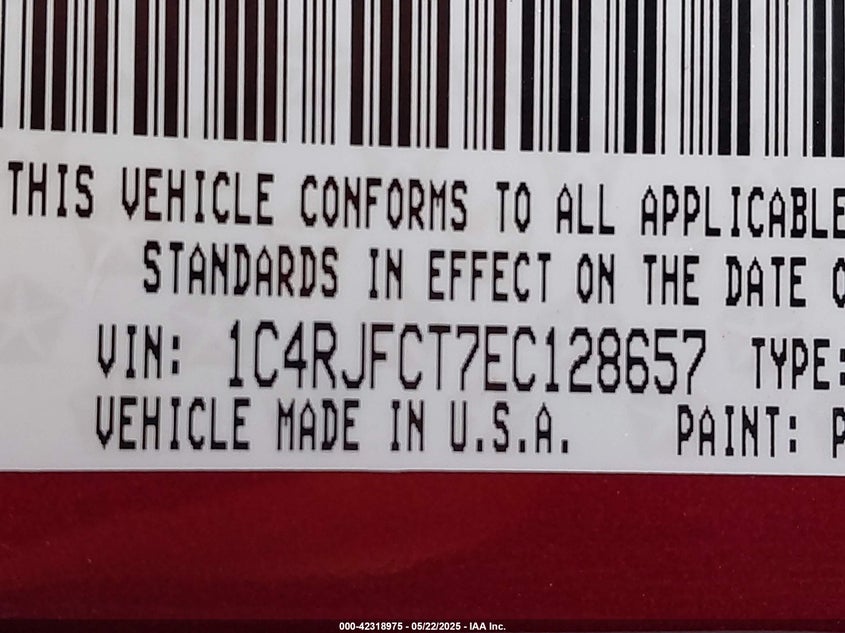 THIS VEHICLE CONFORMS TO ALL APPLICABLE
STANDARDS IN EFFECT ON THE DATE
VIN: 1C4RJFCT7EC128657 TYPE:
VEHICLE MADE IN U.S.A. PAINT: P
000-42318975 - 05/22/2025 - IAA Inc.